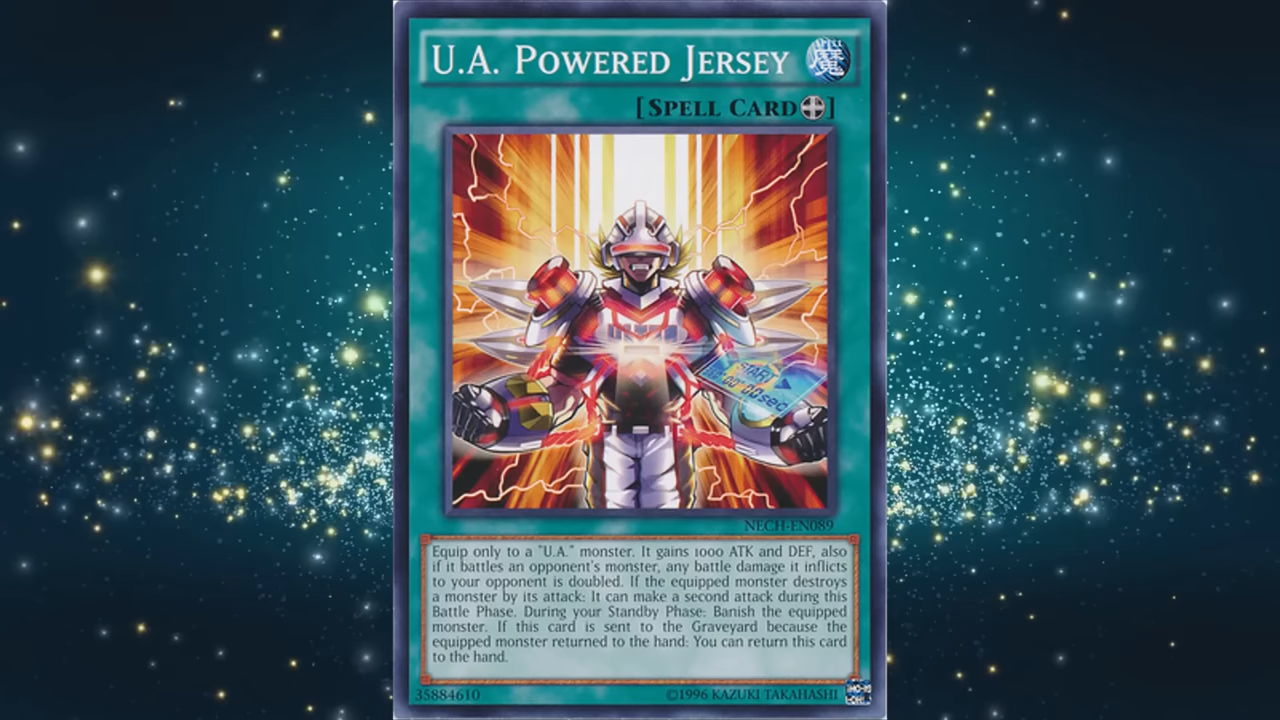 U.A. POWERED JERSEY
魔
[SPELL CARD]
START
NECH-EN089
Equip only to a "U.A." monster. It gains 1000 ATK and DEF, also
if it battles an opponent's monster, any battle damage it inflicts
to your opponent is doubled. If the equipped monster destroys
a monster by its attack: It can make a second attack during this
Battle Phase. During your Standby Phase: Banish the equipped
monster. If this card is sent to the Graveyard because the
equipped monster returned to the hand: You can return this card
to the hand.
35884610
©1996 KAZUKI TAKAHASHI